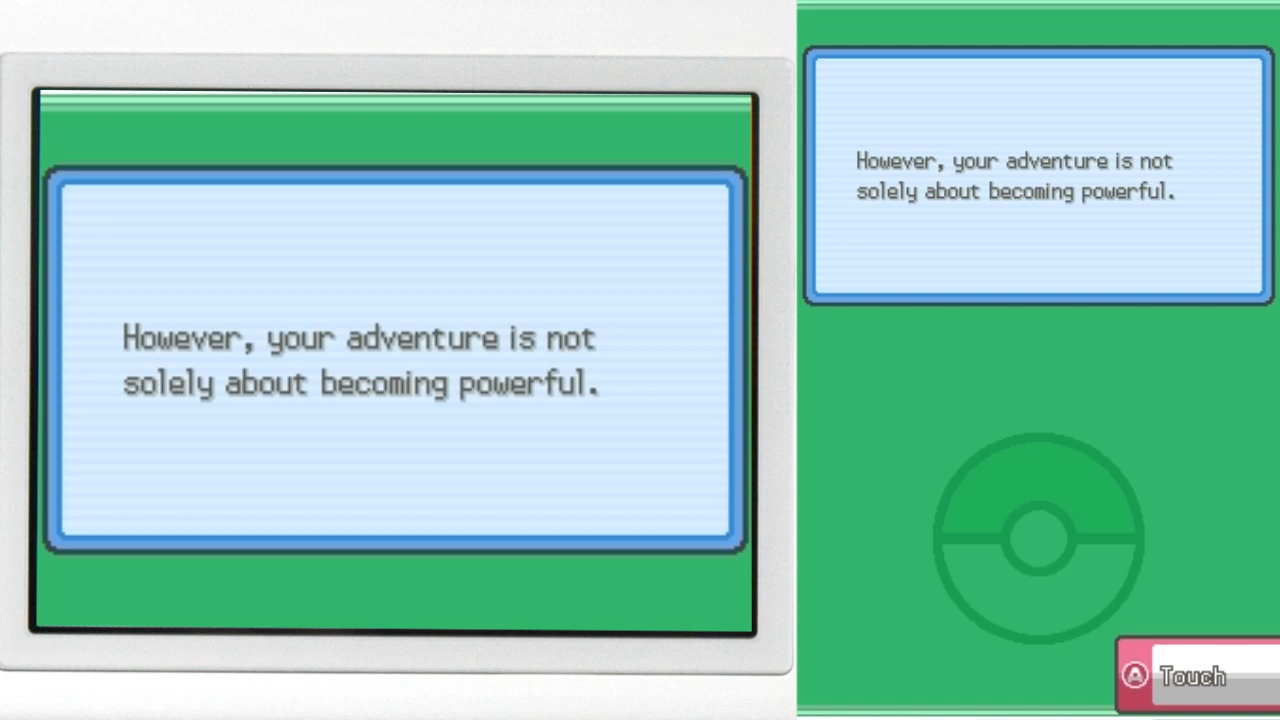 However, your adventure is not
solely about becoming powerful.
However, your adventure is not
solely about becoming powerful.
A Touch